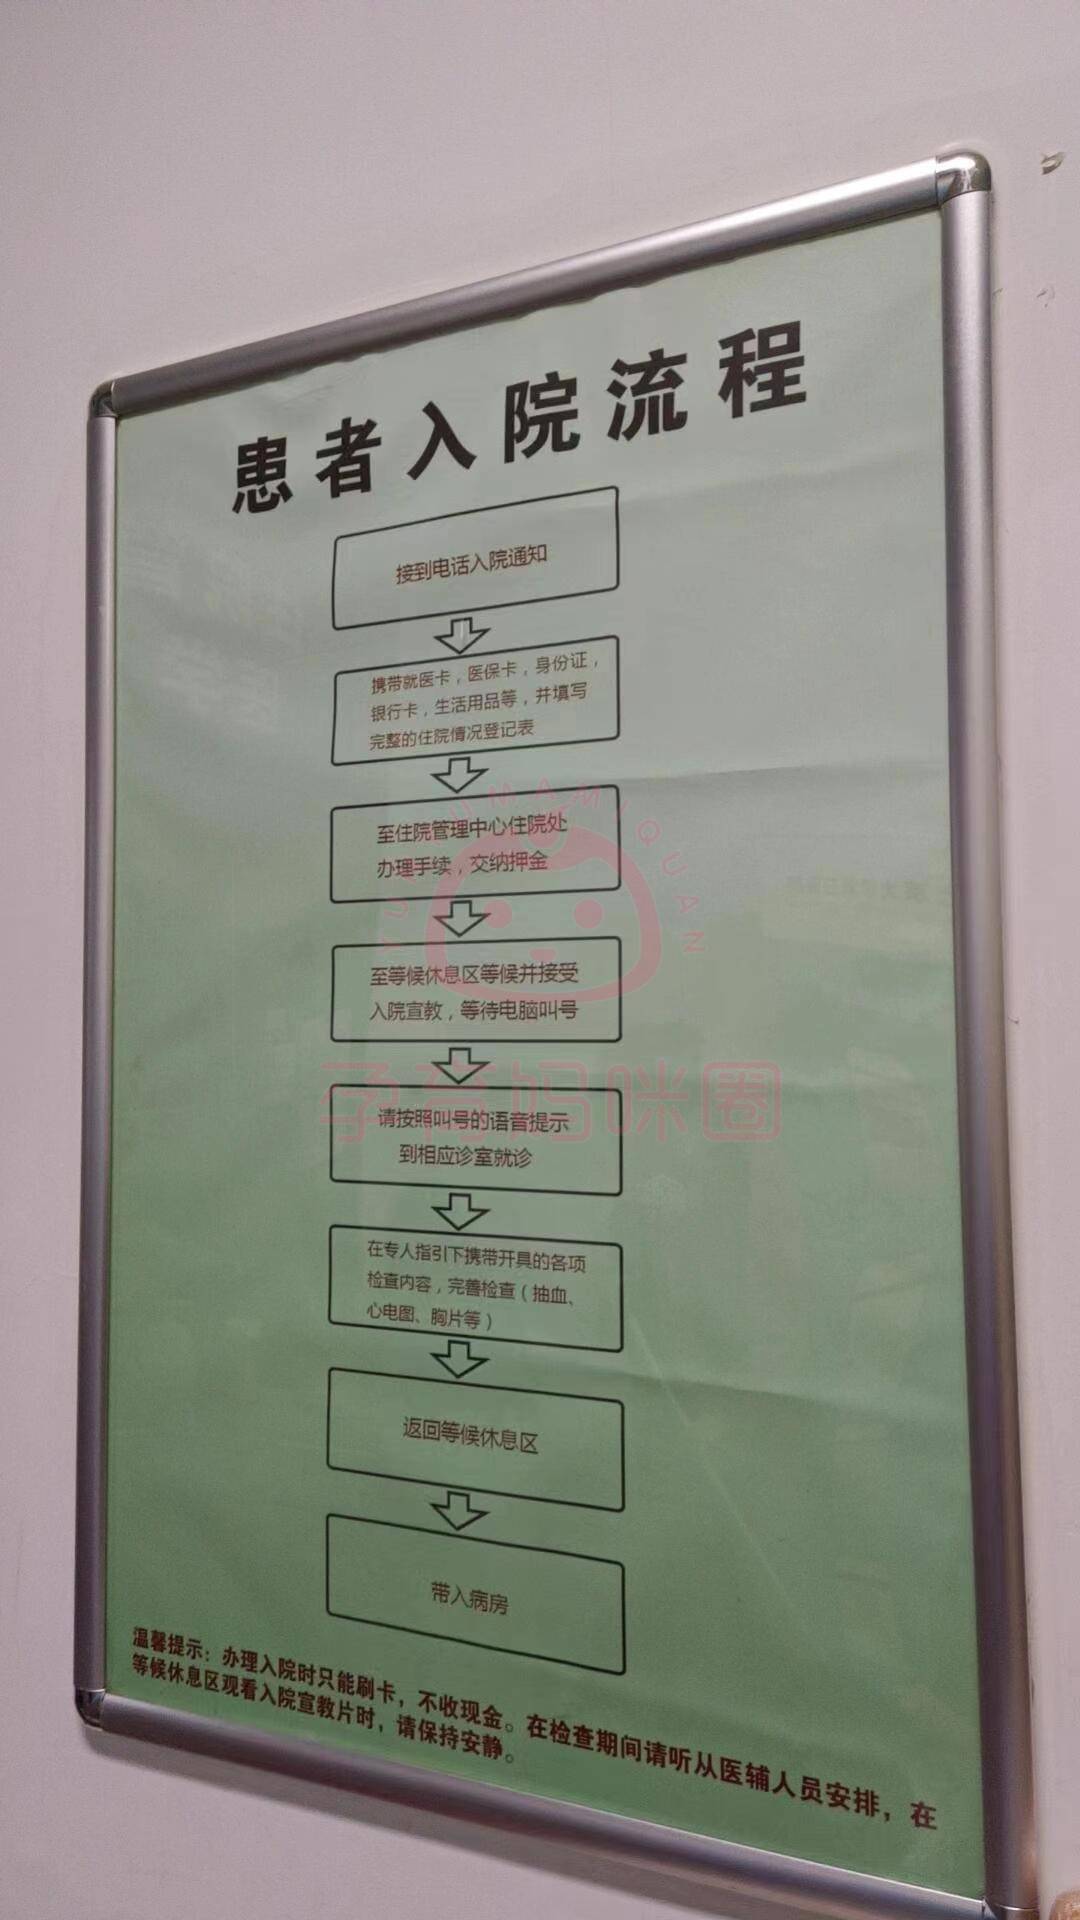 患者入院流程
接到电话入院通知
携带就医卡，医保卡，身份证，
银行卡，生活用品等，并填写
完整的住院情况登记表
至住院管理中心住院处
办理手续，交纳押金
YUNYUMAMIQUAN
至等候休息区等候并接受
入院宣教，等待电脑叫号
孕育妈咪圈
请按照叫号的语音提示
到相应诊室就诊
在专人指引下携带开具的各项
检查内容，完善检查（抽血、
心电图、胸片等）
返回等候休息区
带入病房
温馨提示：办理入院时只能刷卡，不收现金。在检查期间请听从医辅人员安排，在
等候休息区观看入院宣教片时，请保持安静。